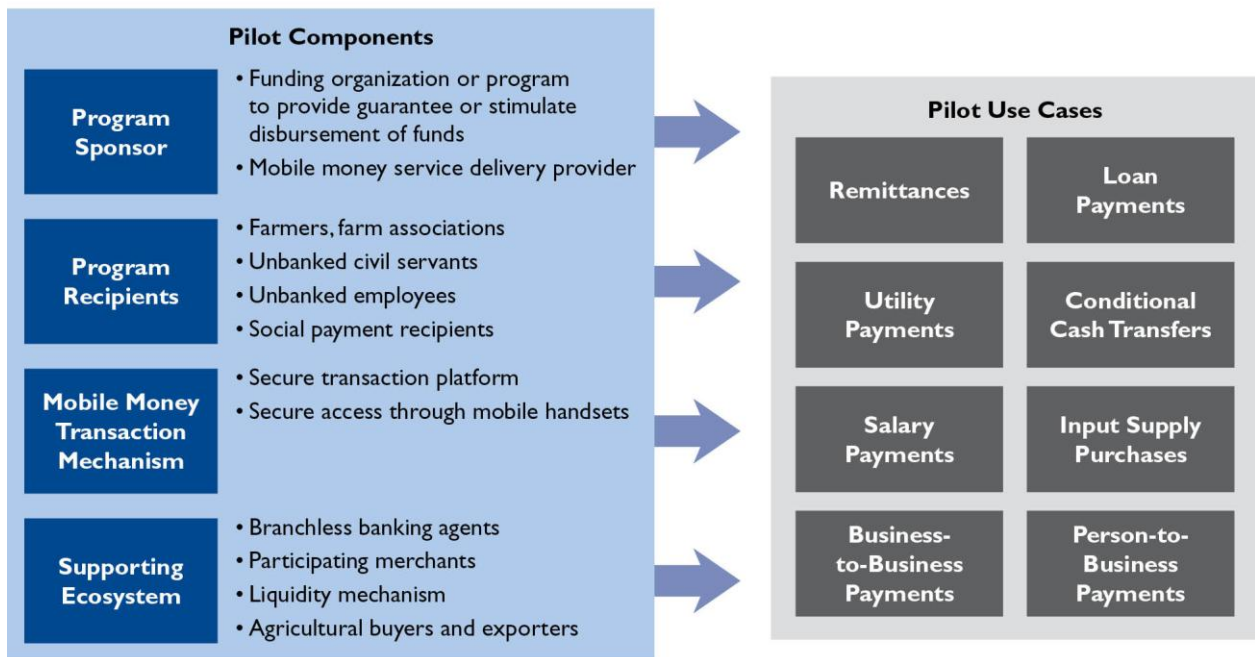 Pilot Components
Program
Sponsor
• Funding organization or program
to provide guarantee or stimulate
disbursement of funds
• Mobile money service delivery provider
Program
Recipients
• Farmers, farm associations
• Unbanked civil servants
• Unbanked employees
• Social payment recipients
Mobile Money
Transaction
Mechanism
• Secure transaction platform
• Secure access through mobile handsets
Supporting
Ecosystem
• Branchless banking agents
• Participating merchants
• Liquidity mechanism
• Agricultural buyers and exporters
Pilot Use Cases
Remittances
Loan
Payments
Utility
Payments
Conditional
Cash Transfers
Salary
Payments
Input Supply
Purchases
Business-
to-Business
Payments
Person-to-
Business
Payments